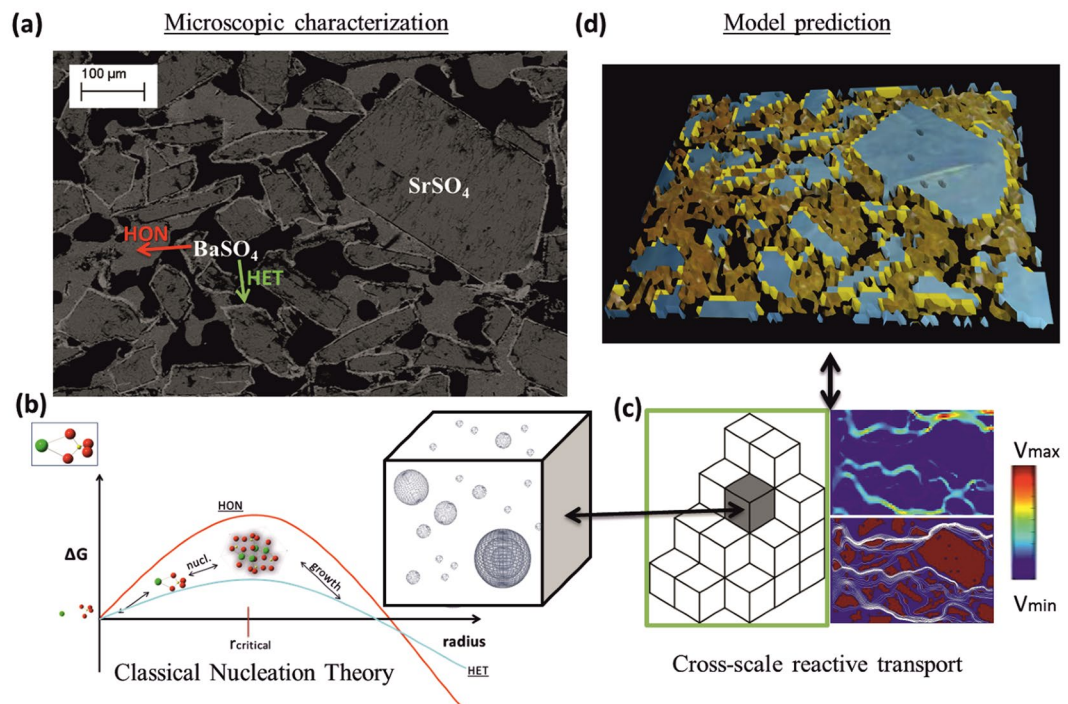 (a)
Microscopic characterization
100 µm
SrSO₄
HON
BaSO₄
HET
(d)
Model prediction
(b)
HON
ΔG
nucl.
growth
radius
rcritical
HET
Classical Nucleation Theory
(c)
Vmax
Vmin
Cross-scale reactive transport